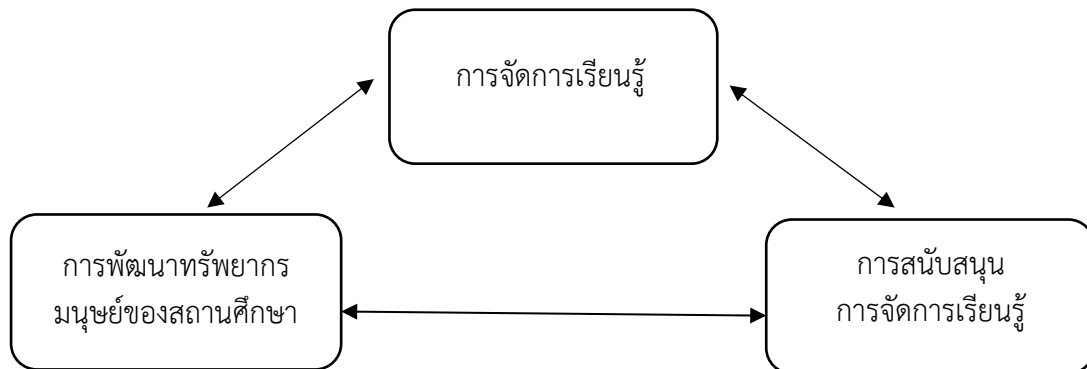 การจัดการเรียนรู้
การพัฒนาทรัพยากร
มนุษย์ของสถานศึกษา
การสนับสนุน
การจัดการเรียนรู้